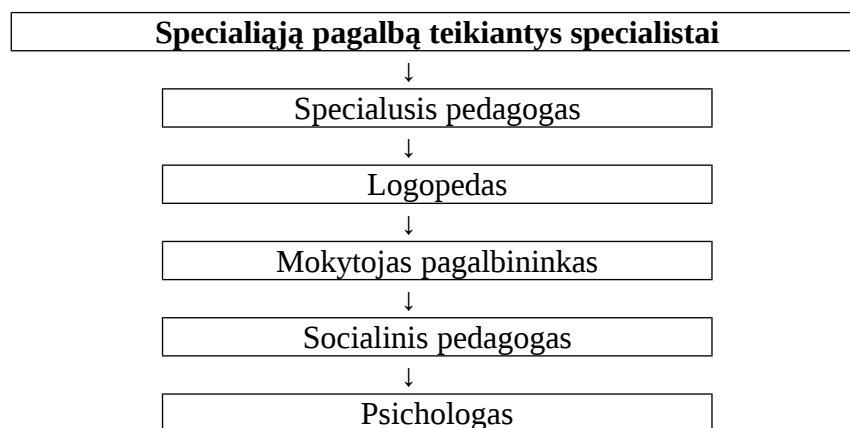 Specialiąją pagalbą teikiantys specialistai
↓
Specialusis pedagogas
↓
Logopedas
↓
Mokytojas pagalbininkas
↓
Socialinis pedagogas
↓
Psichologas